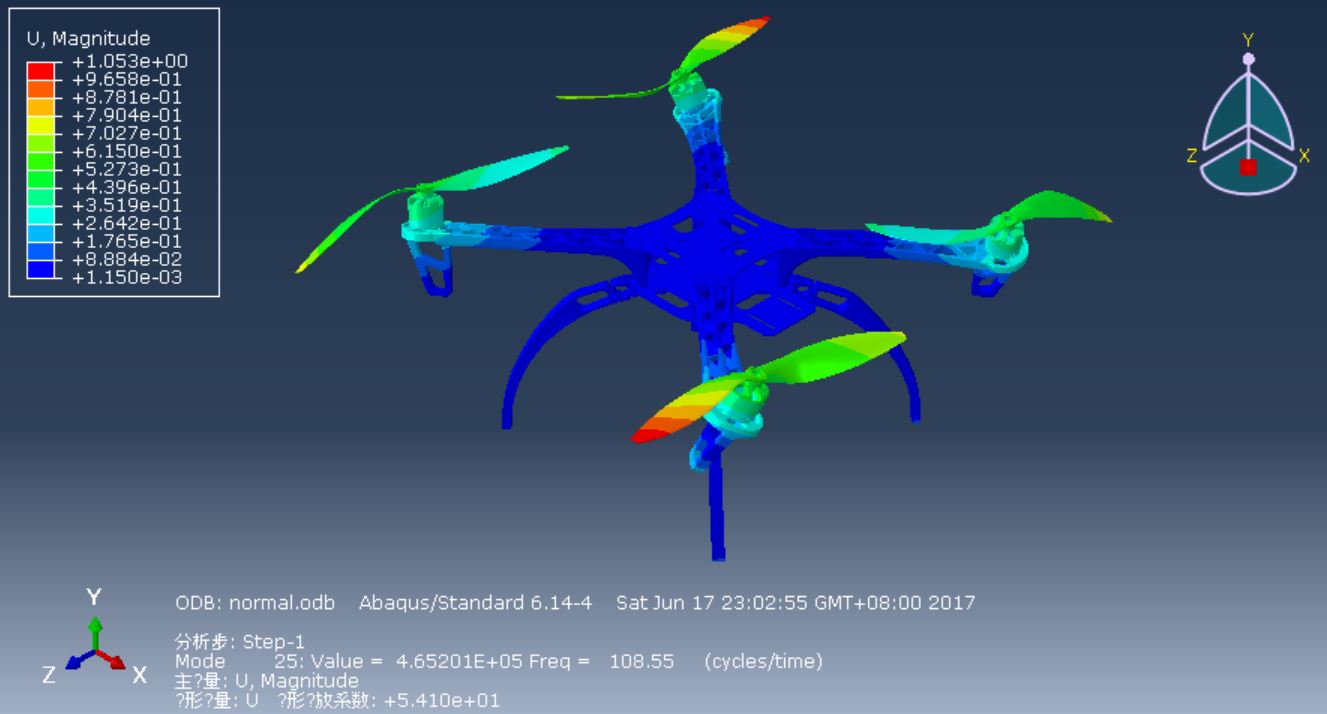 U, Magnitude
+1.053e+00
+9.658e-01
+8.781e-01
+7.904e-01
+7.027e-01
+6.150e-01
+5.273e-01
+4.396e-01
+3.519e-01
+2.642e-01
+1.765e-01
+8.884e-02
+1.150e-03
Y
Z X
Y
Z X
ODB: normal.odb Abaqus/Standard 6.14-4 Sat Jun 17 23:02:55 GMT+08:00 2017
分析步: Step-1
Mode 25: Value = 4.65201E+05 Freq = 108.55 (cycles/time)
主?量: U, Magnitude
?形?量: U ?形?放系数: +5.410e+01